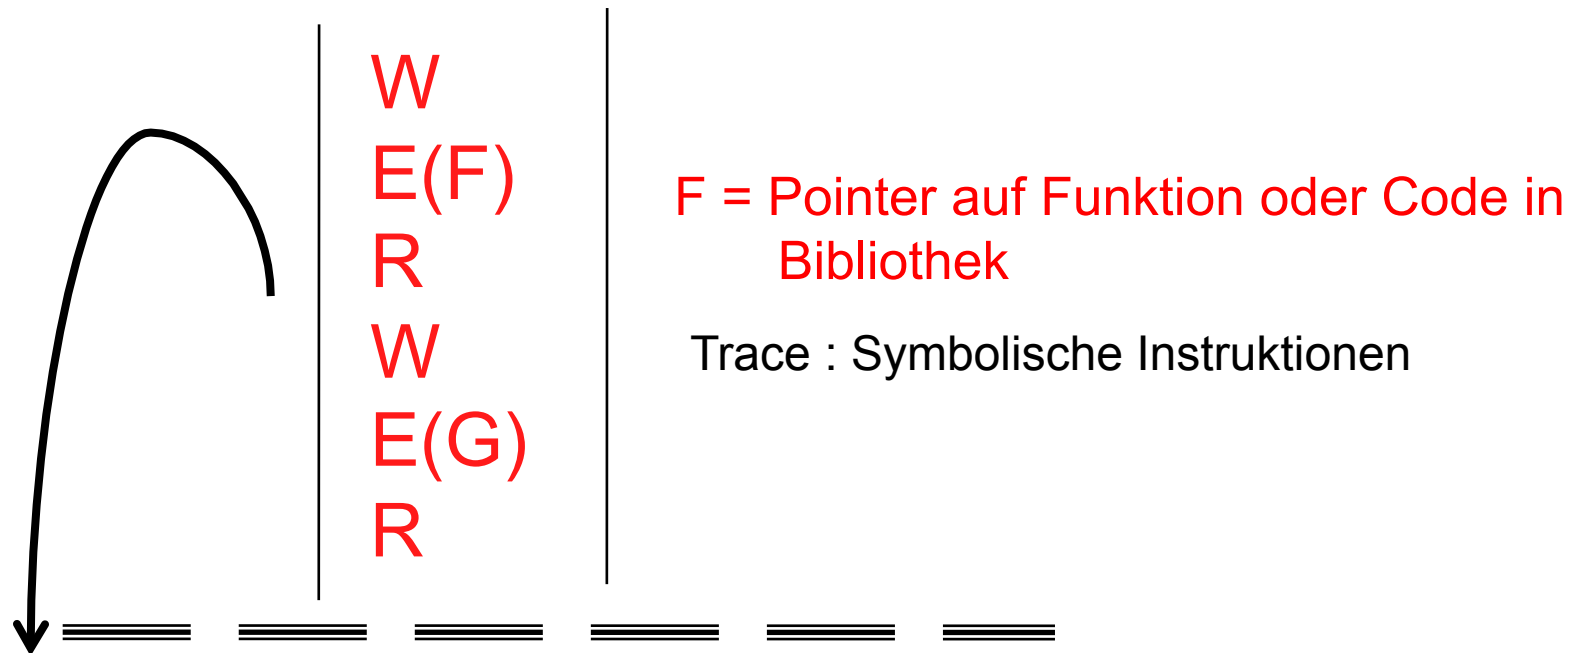 W
E(F)
R
W
E(G)
R
F = Pointer auf Funktion oder Code in
Bibliothek
Trace : Symbolische Instruktionen